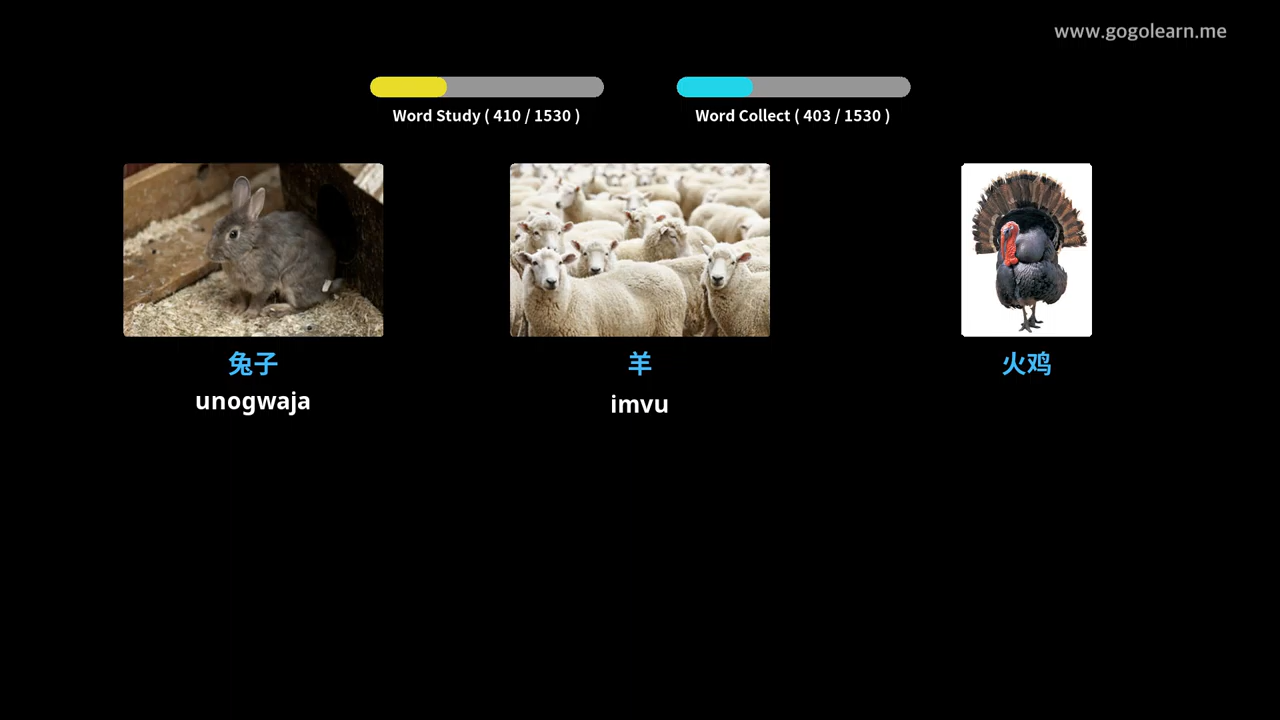 www.gogolearn.me
Word Study ( 410 / 1530 )
Word Collect ( 403 / 1530 )
兔子
羊
火鸡
unogwaja
imvu